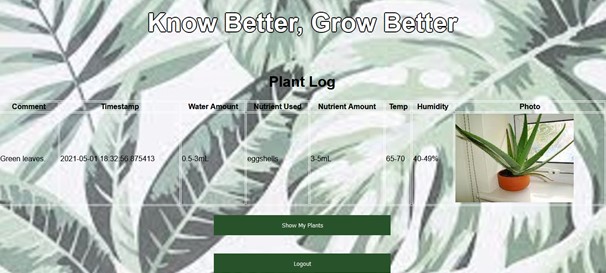 Know Better, Grow Better
Plant Log
Comment Timestamp Water Amount Nutrient Used Nutrient Amount Temp Humidity Photo
Green leaves 2021-05-01 18:32:56.875413 0.5-3mL eggshells 3-5mL 65-70 40-49%
Show My Plants
Logout